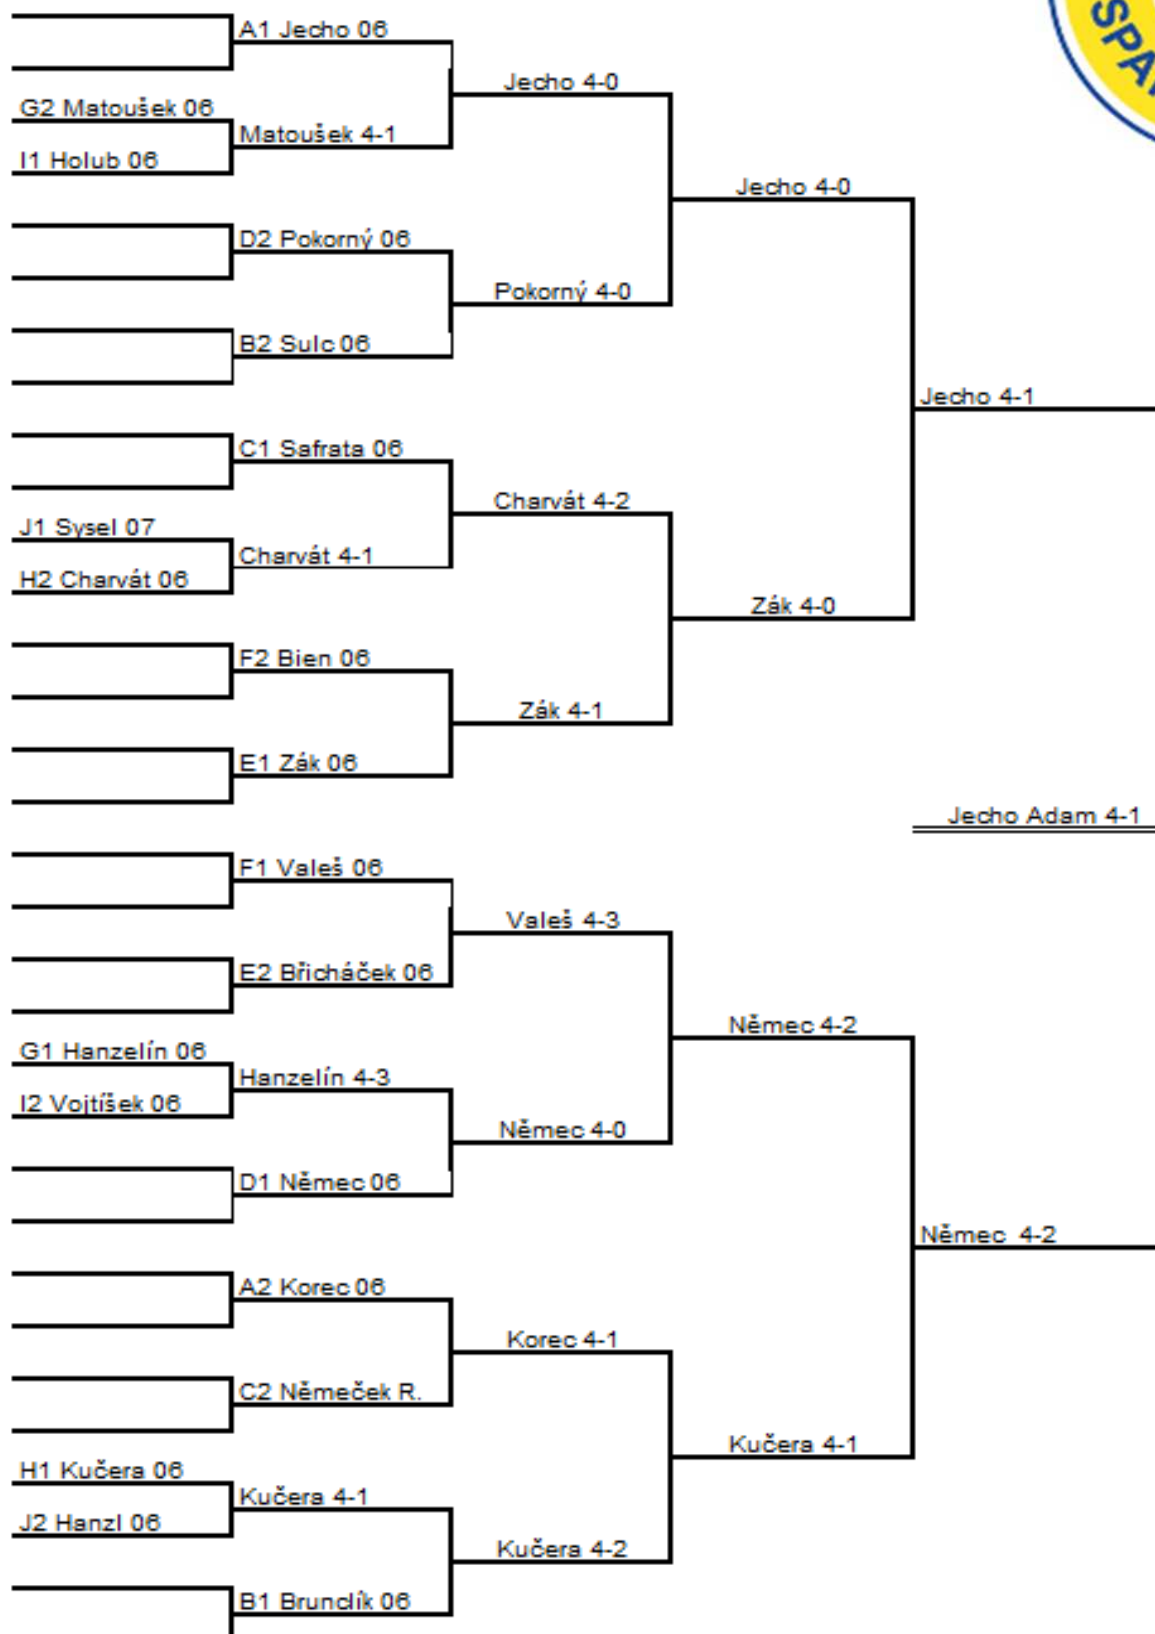 A1 Jecho 06
Jecho 4-0
G2 Matoušek 06
Matoušek 4-1
I1 Holub 06
Jecho 4-0
D2 Pokorný 06
Pokorný 4-0
B2 Sulc 06
Jecho 4-1
C1 Safrata 06
Charvát 4-2
J1 Sysel 07
Charvát 4-1
H2 Charvát 06
Zák 4-0
F2 Bien 06
Zák 4-1
E1 Zák 06
Jecho Adam 4-1
F1 Valeš 06
Valeš 4-3
E2 Břicháček 06
Němec 4-2
G1 Hanzelín 06
Hanzelín 4-3
I2 Vojtíšek 06
Němec 4-0
D1 Němec 06
Němec 4-2
A2 Korec 06
Korec 4-1
C2 Němeček R.
Kučera 4-1
H1 Kučera 06
Kučera 4-1
J2 Hanzl 06
Kučera 4-2
B1 Brunclík 06